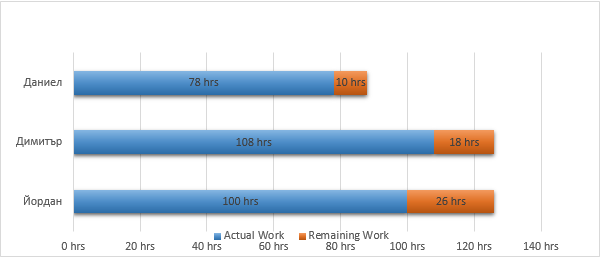 Даниел
78 hrs
10 hrs
Димитър
108 hrs
18 hrs
Йордан
100 hrs
26 hrs
Actual Work
Remaining Work
0 hrs
20 hrs
40 hrs
60 hrs
80 hrs
100 hrs
120 hrs
140 hrs